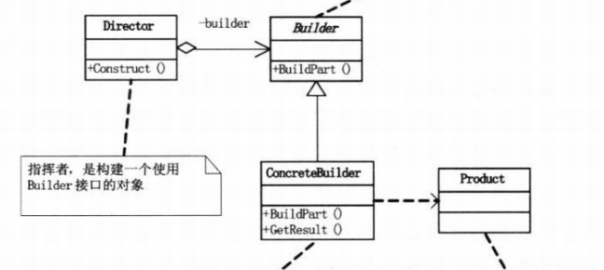 Director
-builder
Builder
+Construct ()
+BuildPart ()
指挥者，是构建一个使用
Builder接口的对象
ConcreteBuilder
Product
+BuildPart ()
+GetResult ()